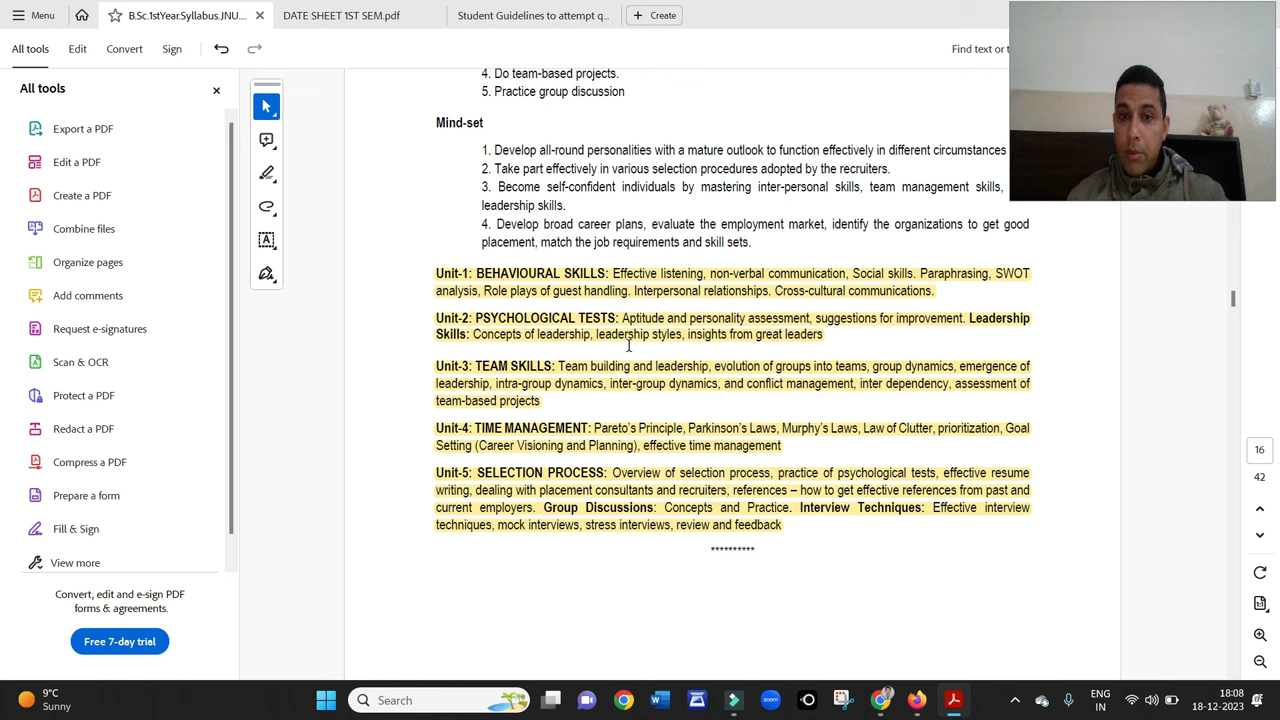 Menu
B.Sc.1stYear.Syllabus.JNU...
DATE SHEET 1ST SEM.pdf
Student Guidelines to attempt q...
Create
All tools
Edit
Convert
Sign
Find text or t
All tools
Export a PDF
Edit a PDF
Create a PDF
Combine files
Organize pages
Add comments
Request e-signatures
Scan & OCR
Protect a PDF
Redact a PDF
Compress a PDF
Prepare a form
Fill & Sign
View more
Convert, edit and e-sign PDF
forms & agreements.
Free 7-day trial
4. Do team-based projects.
5. Practice group discussion
Mind-set
1. Develop all-round personalities with a mature outlook to function effectively in different circumstances
2. Take part effectively in various selection procedures adopted by the recruiters.
3. Become self-confident individuals by mastering inter-personal skills, team management skills,
leadership skills.
4. Develop broad career plans, evaluate the employment market, identify the organizations to get good
placement, match the job requirements and skill sets.
Unit-1: BEHAVIOURAL SKILLS: Effective listening, non-verbal communication, Social skills. Paraphrasing, SWOT
analysis, Role plays of guest handling. Interpersonal relationships. Cross-cultural communications.
Unit-2: PSYCHOLOGICAL TESTS: Aptitude and personality assessment, suggestions for improvement. Leadership
Skills: Concepts of leadership, leadership styles, insights from great leaders
Unit-3: TEAM SKILLS: Team building and leadership, evolution of groups into teams, group dynamics, emergence of
leadership, intra-group dynamics, inter-group dynamics, and conflict management, inter dependency, assessment of
team-based projects
Unit-4: TIME MANAGEMENT: Pareto's Principle, Parkinson's Laws, Murphy's Laws, Law of Clutter, prioritization, Goal
Setting (Career Visioning and Planning), effective time management
Unit-5: SELECTION PROCESS: Overview of selection process, practice of psychological tests, effective resume
writing, dealing with placement consultants and recruiters, references – how to get effective references from past and
current employers. Group Discussions: Concepts and Practice. Interview Techniques: Effective interview
techniques, mock interviews, stress interviews, review and feedback
**********
16
42
9°C
Sunny
Search
zoom
ENG
IN
18:08
18-12-2023